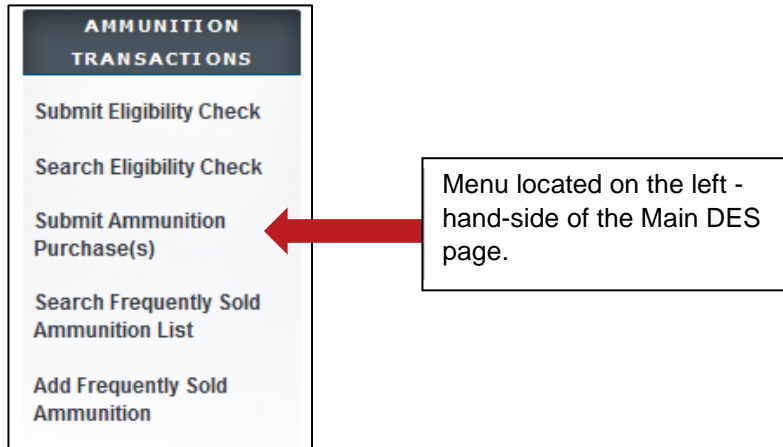 AMMUNITION
TRANSACTIONS
Submit Eligibility Check
Search Eligibility Check
Submit Ammunition
Purchase(s)
Search Frequently Sold
Ammunition List
Add Frequently Sold
Ammunition
Menu located on the left -
hand-side of the Main DES
page.